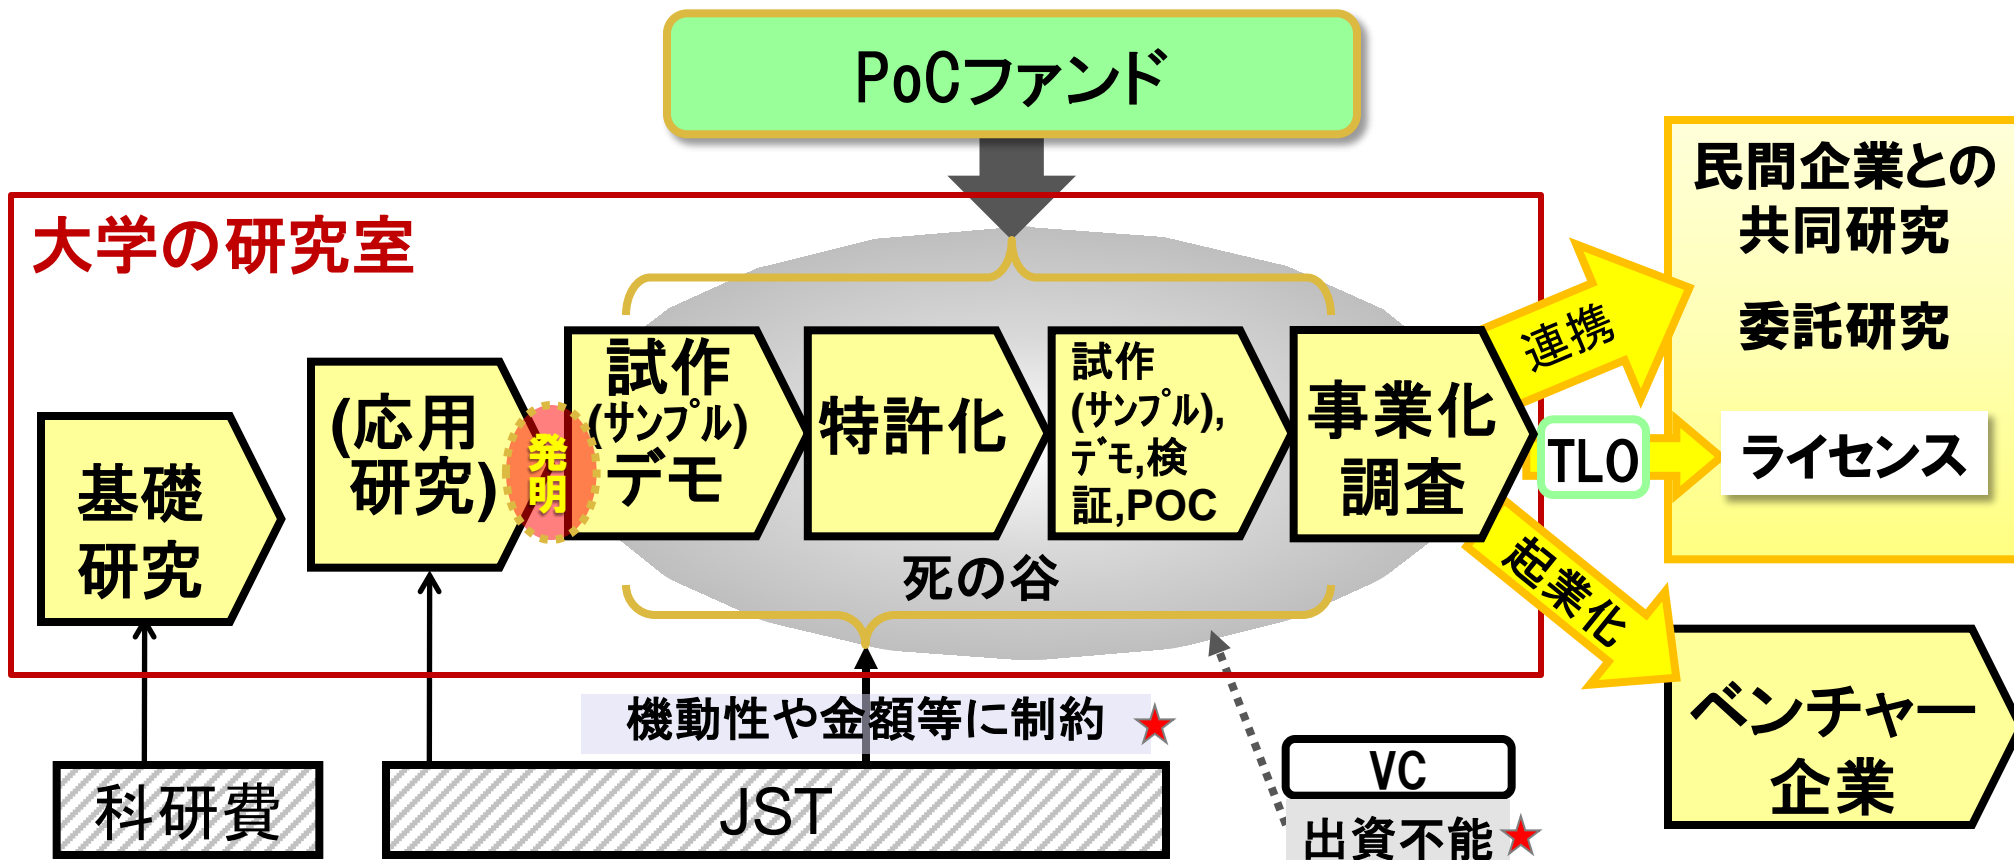 PoCファンド
大学の研究室
民間企業との
共同研究
委託研究
連携
基礎
研究
(応用
研究)
発
明
試作
(サンプル)
デモ
特許化
試作
(サンプル),
デモ,検
証,POC
事業化
調査
TLO
ライセンス
死の谷
起業化
機動性や金額等に制約
ベンチャー
企業
科研費
JST
VC
出資不能